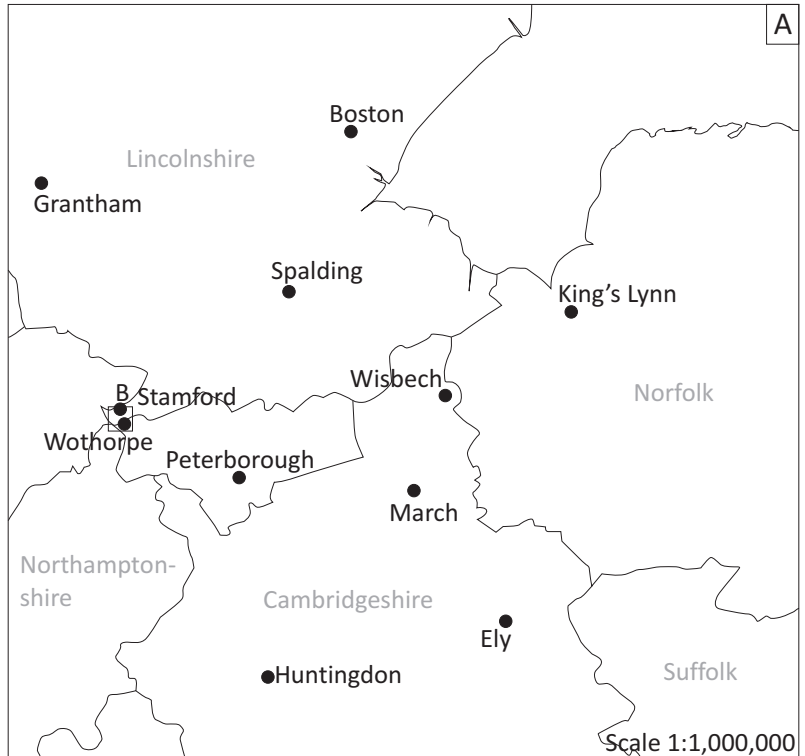 A
Boston
Lincolnshire
Grantham
Spalding
King's Lynn
Wisbech
B Stamford
Norfolk
Wothorpe
Peterborough
March
Northampton-
shire
Cambridgeshire
Ely
Suffolk
Huntingdon
Scale 1:1,000,000